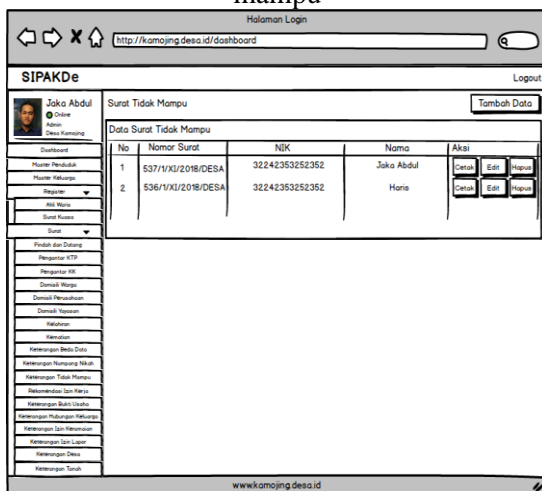 mampu
Halaman Login
http://kamojing.desa.id/dashboard
SIPAKDe
Logout
Jaka Abdul
Online
Admin
Desa Kamojing
Surat Tidak Mampu
Tambah Data
Data Surat Tidak Mampu
No Nomor Surat NIK Nama Aksi
1 537/1/XI/2018/DESA 32242353252352 Jaka Abdul Cetak Edit Hapus
2 536/1/XI/2018/DESA 32242353252352 Haris Cetak Edit Hapus
Dashboard
Master Penduduk
Master Keluarga
Register
Ahli Waris
Surat Kuasa
Surat
Pindah dan Datang
Pengantar KTP
Pengantar KK
Domisili Warga
Domisili Perusahaan
Domisili Yayasan
Kelahiran
Kematian
Keterangan Beda Data
Keterangan Numpang Nikah
Keterangan Tidak Mampu
Rekomendasi Izin Kerja
Keterangan Bukti Usaha
Keterangan Hubungan Keluarga
Keterangan Izin Keramaian
Keterangan Izin Lapor
Keterangan Desa
Keterangan Tanah
www.kamojing.desa.id